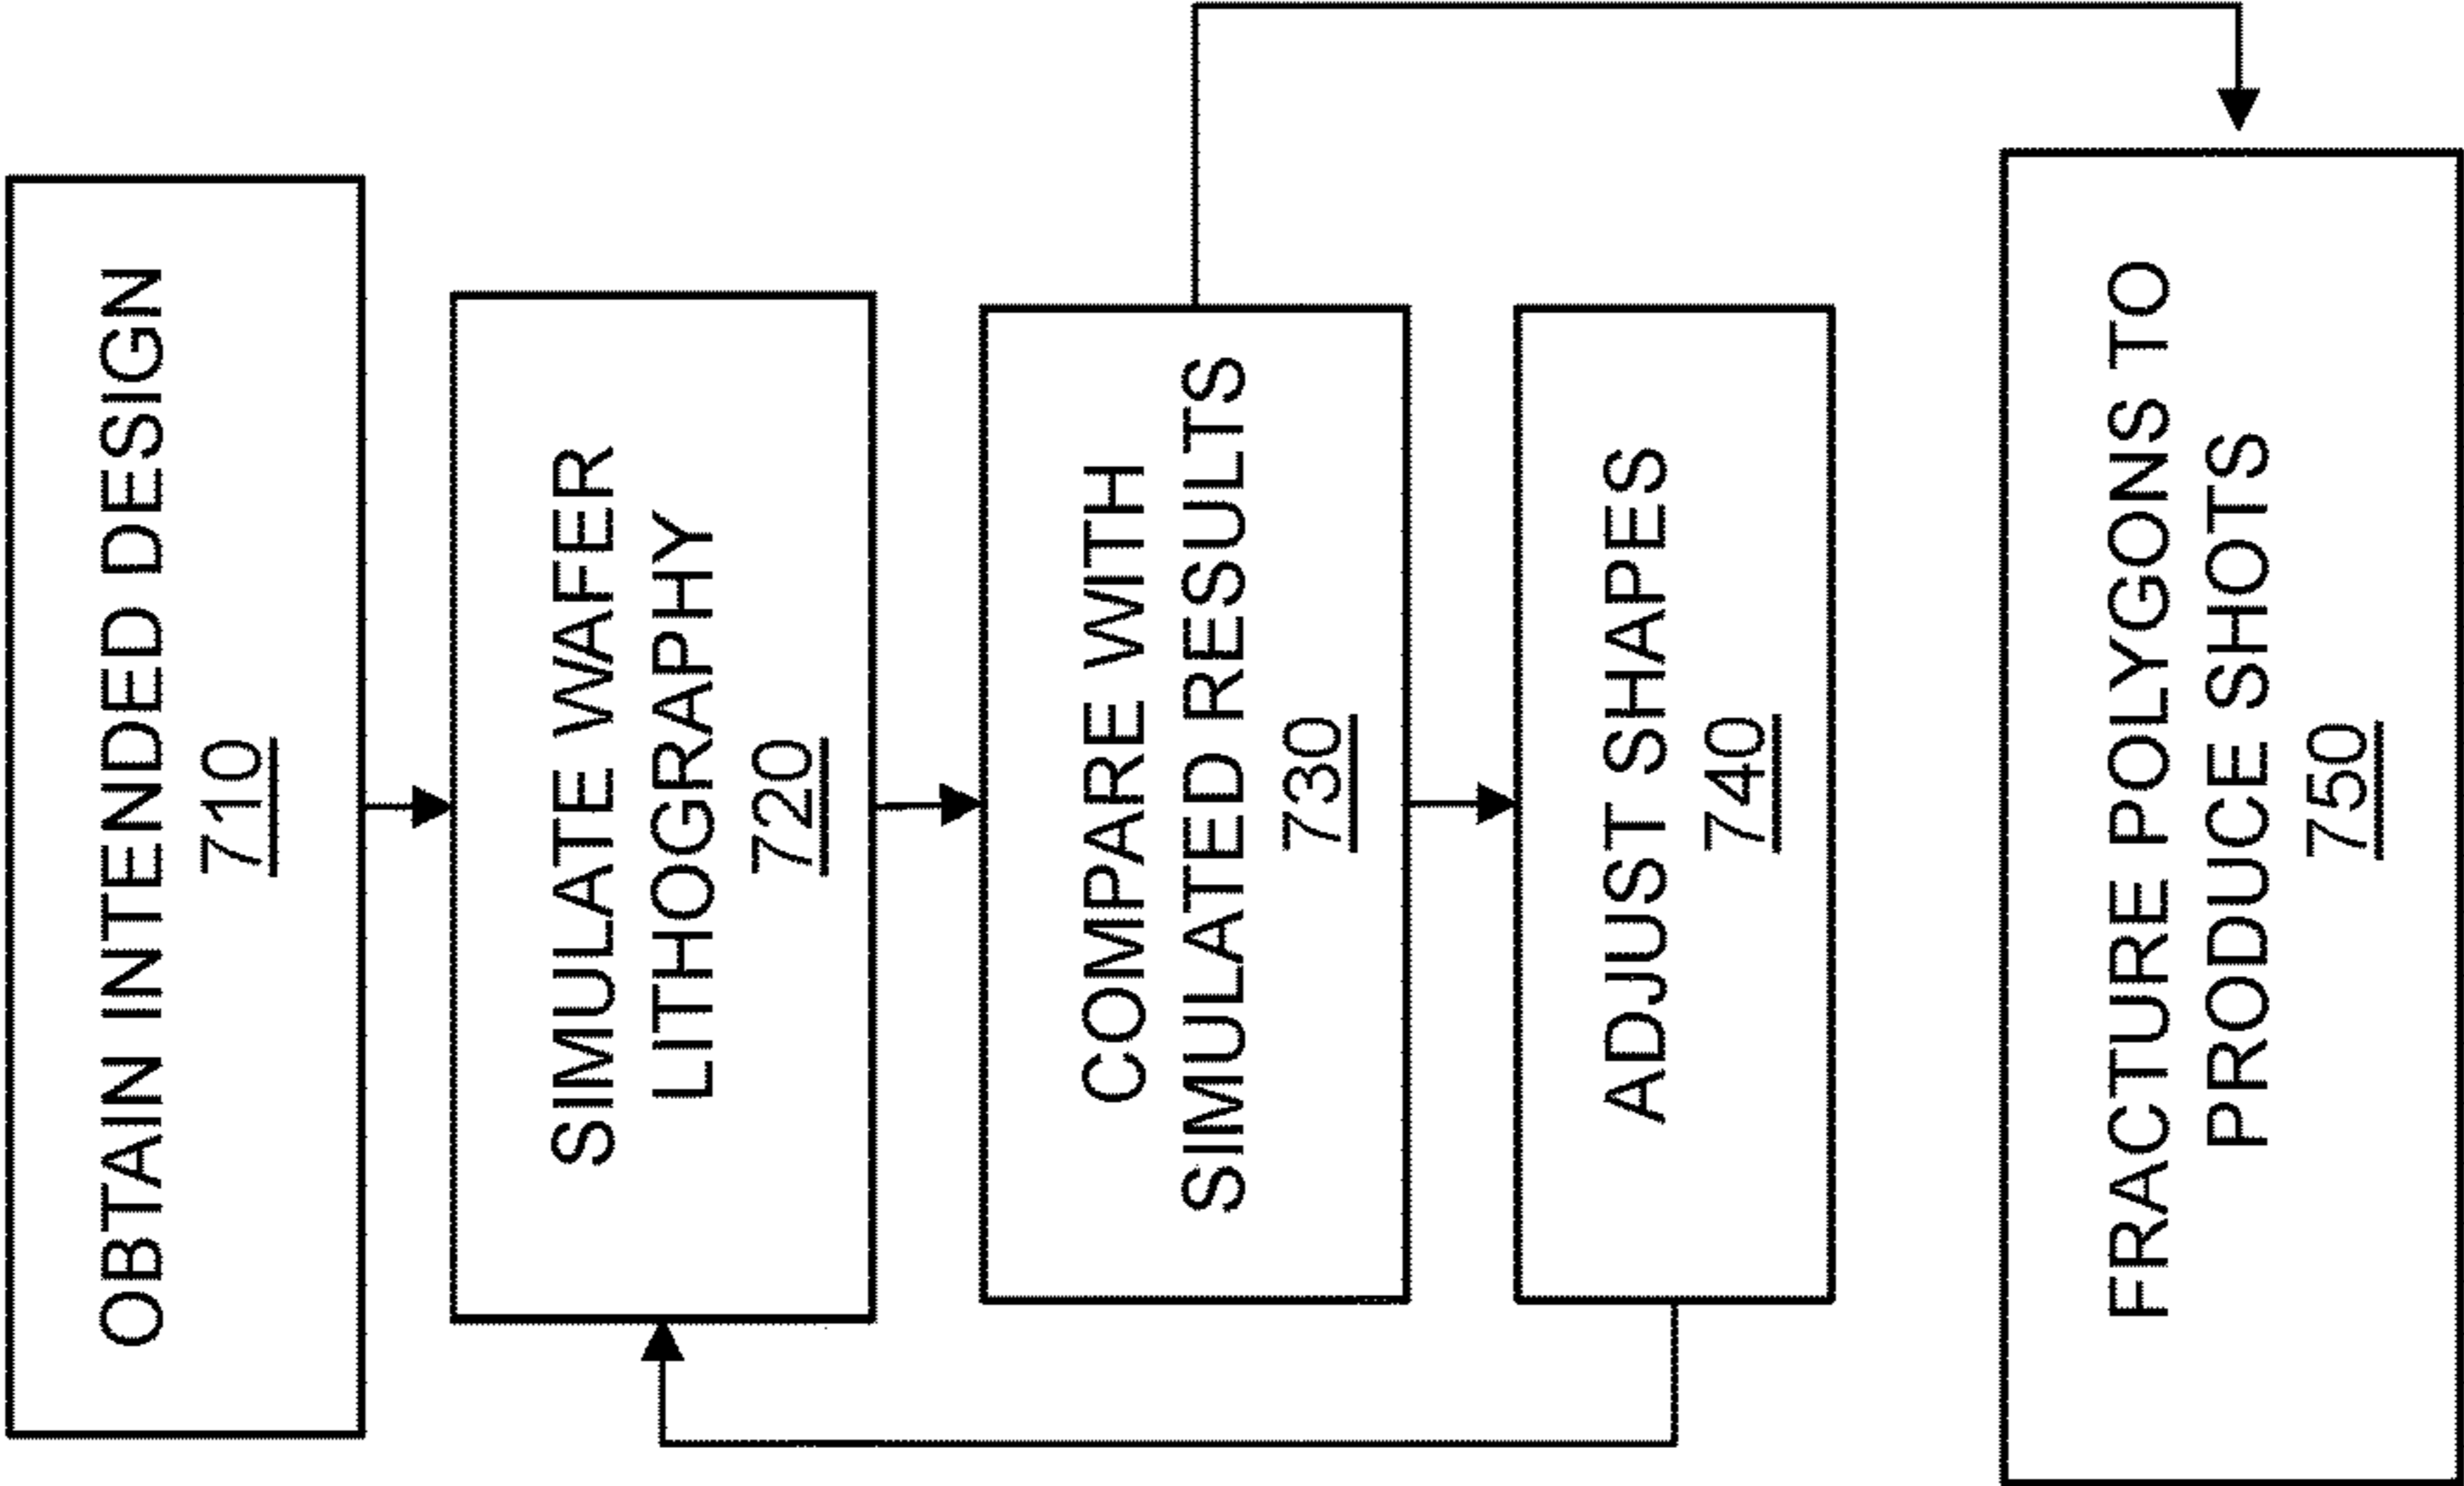 OBTAIN INTENDED DESIGN
710
SIMULATE WAFER
LITHOGRAPHY
720
COMPARE WITH
SIMULATED RESULTS
730
ADJUST SHAPES
740
FRACTURE POLYGONS TO
PRODUCE SHOTS
750